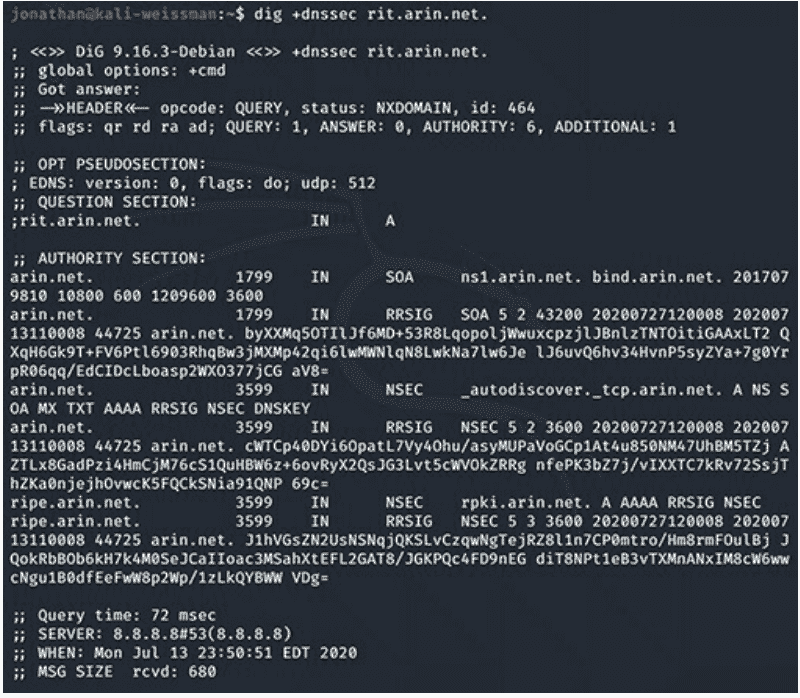 jonathan@kali-weissman:~$ dig +dnssec rit.arin.net.
; <<>> DiG 9.16.3-Debian <<>> +dnssec rit.arin.net.
;; global options: +cmd
;; Got answer:
;; ->>HEADER<<- opcode: QUERY, status: NXDOMAIN, id: 464
;; flags: qr rd ra ad; QUERY: 1, ANSWER: 0, AUTHORITY: 6, ADDITIONAL: 1
;; OPT PSEUDOSECTION:
; EDNS: version: 0, flags: do; udp: 512
;; QUESTION SECTION:
;rit.arin.net. IN A
;; AUTHORITY SECTION:
arin.net. 1799 IN SOA ns1.arin.net. bind.arin.net. 201707
9810 10800 600 1209600 3600
arin.net. 1799 IN RRSIG SOA 5 2 43200 20200727120008 202007
13110008 44725 arin.net. byXXMq5OTIlJf6MD+53R8LqopoljWwuxcpzjlJBnlzTNTOitiGAAxLT2 Q
XqH6Gk9T+FV6Ptl6903RhqBw3jMXMp42qi6lwMWNlqN8LwkNa7lw6Je lJ6uvQ6hv34HvnP5syZYa+7g0Yr
pR06qq/EdCIDcLboasp2WXO377jCG aV8=
arin.net. 3599 IN NSEC _autodiscover._tcp.arin.net. A NS S
OA MX TXT AAAA RRSIG NSEC DNSKEY
arin.net. 3599 IN RRSIG NSEC 5 2 3600 20200727120008 202007
13110008 44725 arin.net. cWTCp40DYi6OpatL7Vy4Ohu/asyMUPaVoGCp1At4u850NM47UhBM5TZj A
ZTLx8GadPzi4HmCjM76cS1QuHBW6z+6ovRyX2QsJG3Lvt5cWVOkZRRg nfePK3bZ7j/vIXXTC7kRv72SsjT
hZKa0njejhOvwcK5FQCkSNia91QNP 69c=
ripe.arin.net. 3599 IN NSEC rpki.arin.net. A AAAA RRSIG NSEC
ripe.arin.net. 3599 IN RRSIG NSEC 5 3 3600 20200727120008 202007
13110008 44725 arin.net. J1hVGsZN2UsNSNqjQKSLvCzqwNgTejRZ8l1n7CP0mtro/Hm8rmFOulBj J
QokRbBOb6kH7k4M0SeJCaIIoac3MSahXtEFL2GAT8/JGKPQc4FD9nEG diT8NPt1eB3vTXMnANxIM8cW6ww
cNgu1B0dfEeFwW8p2Wp/1zLkQYBWW VDg=
;; Query time: 72 msec
;; SERVER: 8.8.8.8#53(8.8.8.8)
;; WHEN: Mon Jul 13 23:50:51 EDT 2020
;; MSG SIZE rcvd: 680